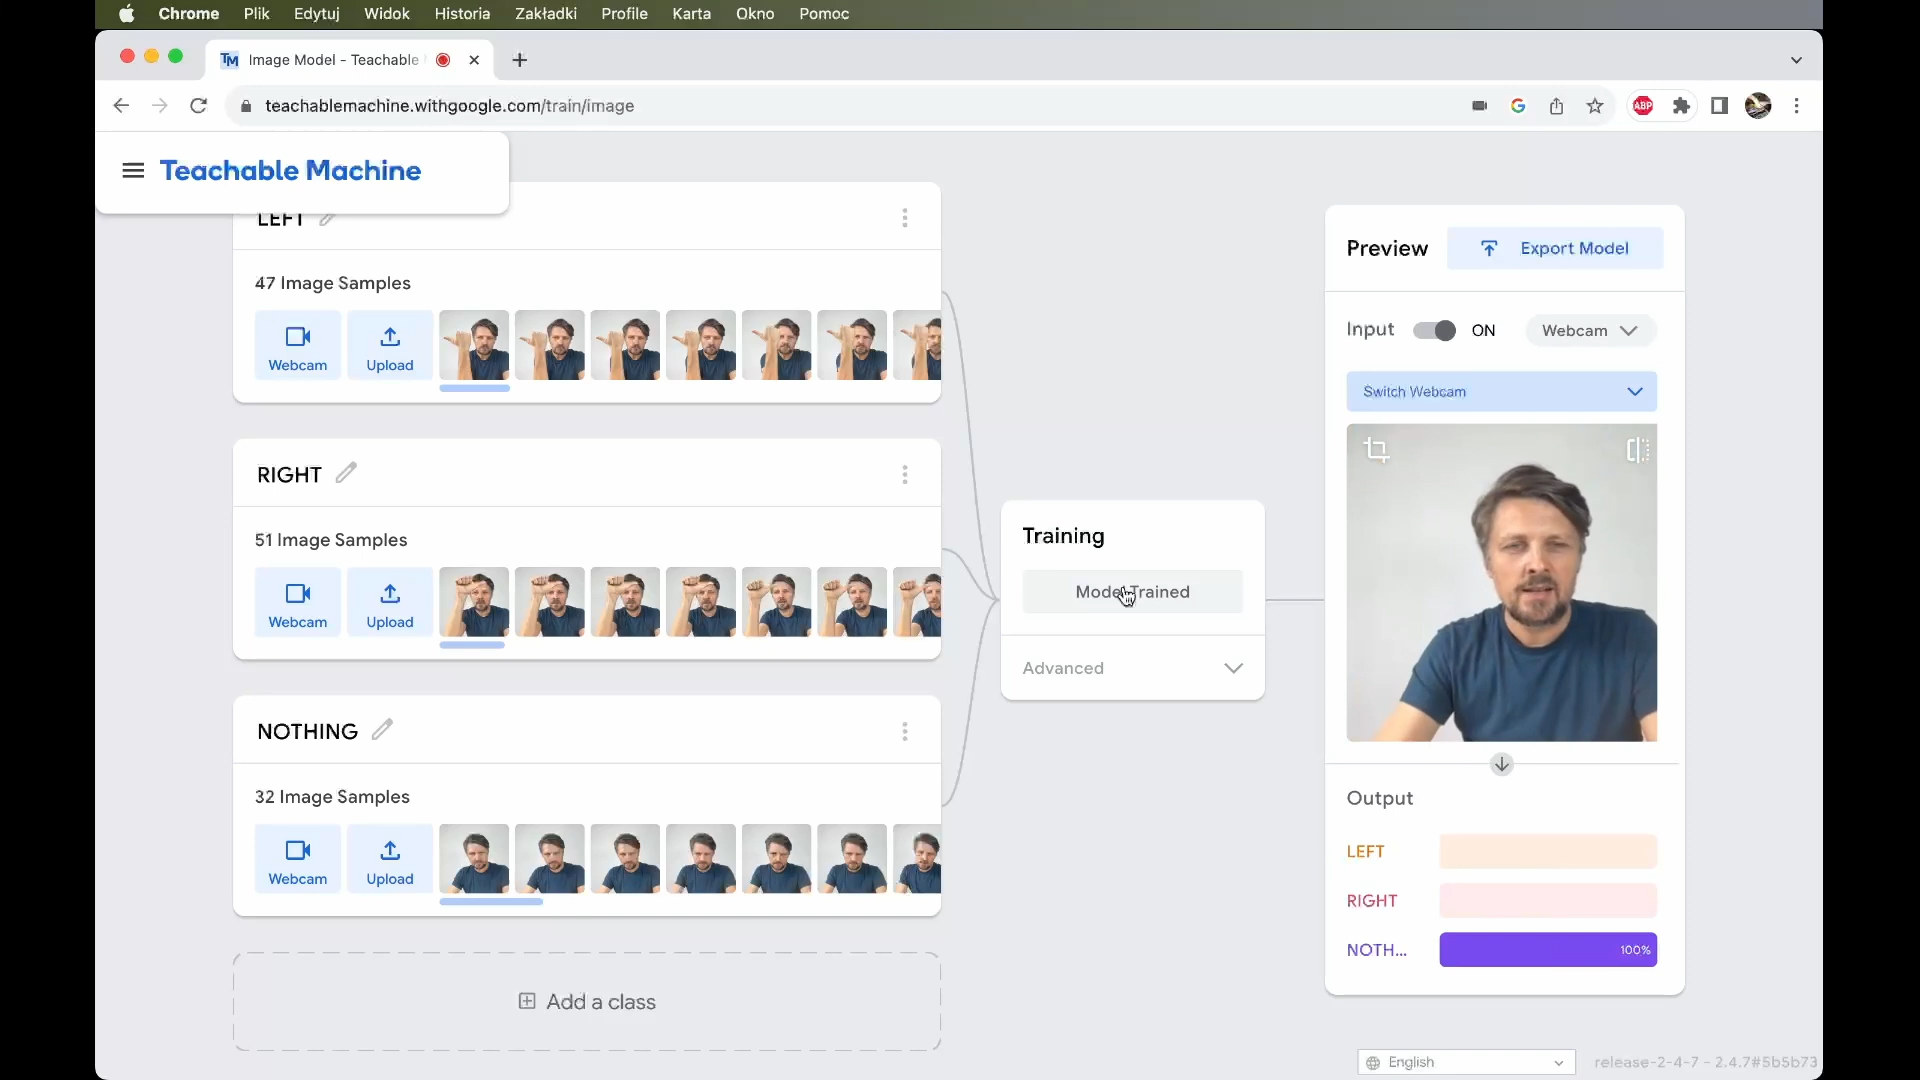 Chrome Plik Edytuj Widok Historia Zakładki Profile Karta Okno Pomoc
TM Image Model - Teachable
teachablemachine.withgoogle.com/train/image
G ABP
Teachable Machine
LEFT
47 Image Samples
Webcam Upload
RIGHT
51 Image Samples
Webcam Upload
NOTHING
32 Image Samples
Webcam Upload
Add a class
Training
Model Trained
Advanced
Preview Export Model
Input ON Webcam
Switch Webcam
Output
LEFT
RIGHT
NOTH... 100%
English release-2-4-7 - 2.4.7#5b5b73